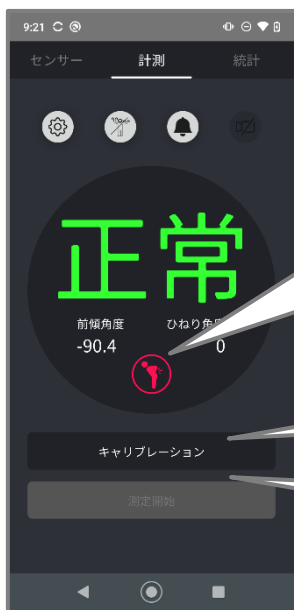 9:21
センサー 計測 統計
正常
前傾角度 ひねり角度
-90.4 0
キャリブレーション
測定開始